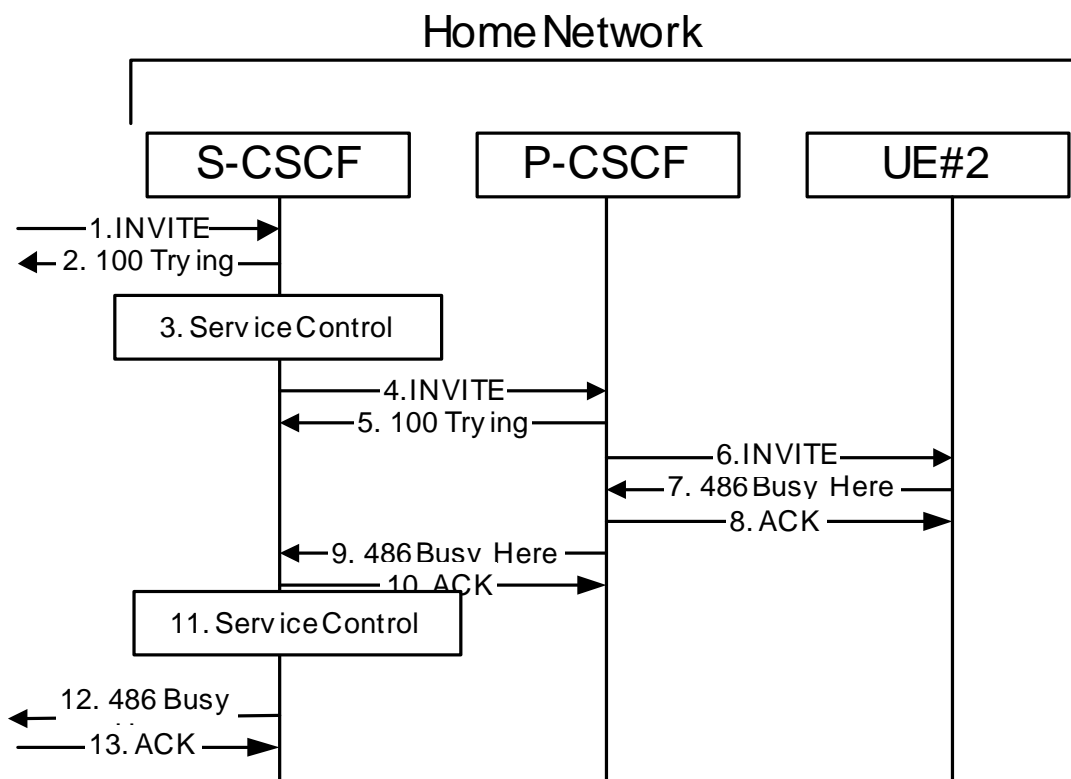 Home Network
S-CSCF
P-CSCF
UE#2
1. INVITE
2. 100 Trying
3. Service Control
4. INVITE
5. 100 Trying
6. INVITE
7. 486 Busy Here
8. ACK
9. 486 Busy Here
10. ACK
11. Service Control
12. 486 Busy
13. ACK